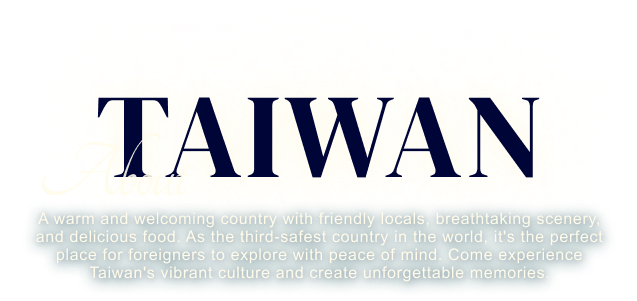 TAIWAN
About
A warm and welcoming country with friendly locals, breathtaking scenery,
and delicious food. As the third-safest country in the world, it's the perfect
place for foreigners to explore with peace of mind. Come experience
Taiwan's vibrant culture and create unforgettable memories.